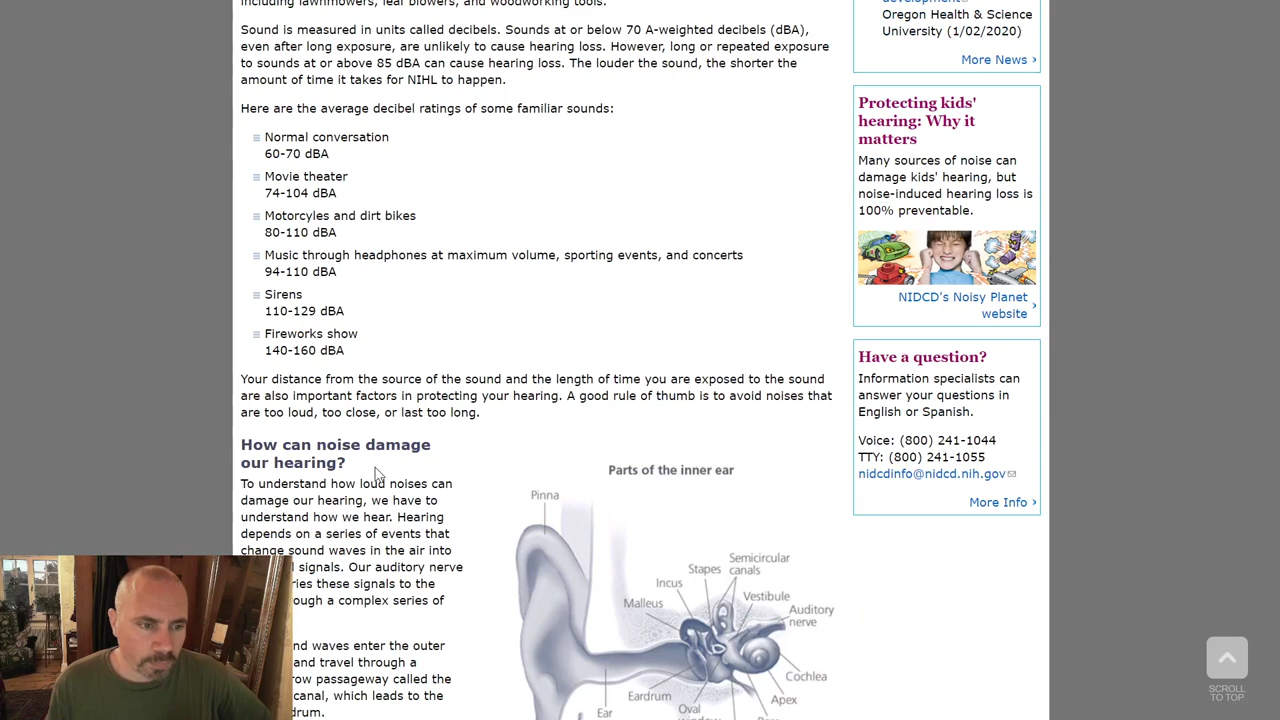 including lawnmowers, leaf blowers, and woodworking tools.
Sound is measured in units called decibels. Sounds at or below 70 A-weighted decibels (dBA),
even after long exposure, are unlikely to cause hearing loss. However, long or repeated exposure
to sounds at or above 85 dBA can cause hearing loss. The louder the sound, the shorter the
amount of time it takes for NIHL to happen.
Here are the average decibel ratings of some familiar sounds:
Normal conversation
60-70 dBA
Movie theater
74-104 dBA
Motorcyles and dirt bikes
80-110 dBA
Music through headphones at maximum volume, sporting events, and concerts
94-110 dBA
Sirens
110-129 dBA
Fireworks show
140-160 dBA
Your distance from the source of the sound and the length of time you are exposed to the sound
are also important factors in protecting your hearing. A good rule of thumb is to avoid noises that
are too loud, too close, or last too long.
How can noise damage
our hearing?
To understand how loud noises can
damage our hearing, we have to
understand how we hear. Hearing
depends on a series of events that
change sound waves in the air into
signals. Our auditory nerve
these signals to the
through a complex series of
waves enter the outer
and travel through a
passageway called the
canal, which leads to the
Parts of the inner ear
Pinna
Semicircular
canals
Stapes
Incus
Vestibule
Malleus
Auditory
nerve
Cochlea
Eardrum
Apex
Oval
Ear
Oregon Health & Science
University (1/02/2020)
More News ›
Protecting kids'
hearing: Why it
matters
Many sources of noise can
damage kids' hearing, but
noise-induced hearing loss is
100% preventable.
NIDCD's Noisy Planet
website ›
Have a question?
Information specialists can
answer your questions in
English or Spanish.
Voice: (800) 241-1044
TTY: (800) 241-1055
nidcdinfo@nidcd.nih.gov
More Info ›
SCROLL
TO TOP